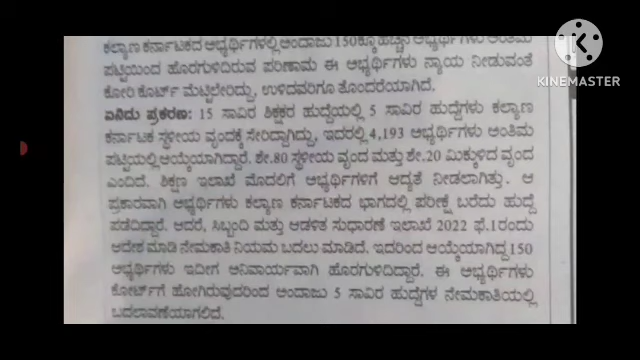 ಕಲ್ಯಾಣ ಕರ್ನಾಟಕದ ಅಭ್ಯರ್ಥಿಗಳಲ್ಲಿ ಅಂದಾಜು 150ಕ್ಕೂ ಹೆಚ್ಚಿನ ಅಭ್ಯರ್ಥಿಗಳು ಅಂತಿಮ
ಪಟ್ಟಿಯಿಂದ ಹೊರಗುಳಿದಿರುವ ಪರಿಣಾಮ ಈ ಅಭ್ಯರ್ಥಿಗಳು ನ್ಯಾಯ ನೀಡುವಂತೆ
ಕೋರಿ ಕೋರ್ಟ್ ಮೆಟ್ಟಿಲೇರಿದ್ದು, ಉಳಿದವರಿಗೂ ತೊಂದರೆಯಾಗಿದೆ.
ಏನಿದು ಪ್ರಕರಣ: 15 ಸಾವಿರ ಶಿಕ್ಷಕರ ಹುದ್ದೆಯಲ್ಲಿ 5 ಸಾವಿರ ಹುದ್ದೆಗಳು ಕಲ್ಯಾಣ
ಕರ್ನಾಟಕ ಸ್ಥಳೀಯ ವೃಂದಕ್ಕೆ ಸೇರಿದ್ದಾಗಿದ್ದು, ಇದರಲ್ಲಿ 4,193 ಅಭ್ಯರ್ಥಿಗಳು ಅಂತಿಮ
ಪಟ್ಟಿಯಲ್ಲಿ ಆಯ್ಕೆಯಾಗಿದ್ದಾರೆ. ಶೇ.80 ಸ್ಥಳೀಯ ವೃಂದ ಮತ್ತು ಶೇ.20 ಮಿಕ್ಕುಳಿದ ವೃಂದ
ಎಂದಿದೆ. ಶಿಕ್ಷಣ ಇಲಾಖೆ ಮೊದಲಿಗೆ ಅಭ್ಯರ್ಥಿಗಳಿಗೆ ಆದ್ಯತೆ ನೀಡಲಾಗಿತ್ತು. ಆ
ಪ್ರಕಾರವಾಗಿ ಅಭ್ಯರ್ಥಿಗಳು ಕಲ್ಯಾಣ ಕರ್ನಾಟಕದ ಭಾಗದಲ್ಲಿ ಪರೀಕ್ಷೆ ಬರೆದು ಹುದ್ದೆ
ಪಡೆದಿದ್ದಾರೆ. ಆದರೆ, ಸಿಬ್ಬಂದಿ ಮತ್ತು ಆಡಳಿತ ಸುಧಾರಣೆ ಇಲಾಖೆ 2022 ಫೆ.1ರಂದು
ಆದೇಶ ಮಾಡಿ ನೇಮಕಾತಿ ನಿಯಮ ಬದಲು ಮಾಡಿದೆ. ಇದರಿಂದ ಆಯ್ಕೆಯಾಗಿದ್ದ 150
ಅಭ್ಯರ್ಥಿಗಳು ಇದೀಗ ಅನಿವಾರ್ಯವಾಗಿ ಹೊರಗುಳಿದಿದ್ದಾರೆ. ಈ ಅಭ್ಯರ್ಥಿಗಳು
ಕೋರ್ಟ್‌ಗೆ ಹೋಗಿರುವುದರಿಂದ ಅಂದಾಜು 5 ಸಾವಿರ ಹುದ್ದೆಗಳ ನೇಮಕಾತಿಯಲ್ಲಿ
ಬದಲಾವಣೆಯಾಗಲಿದೆ.
KINEMASTER